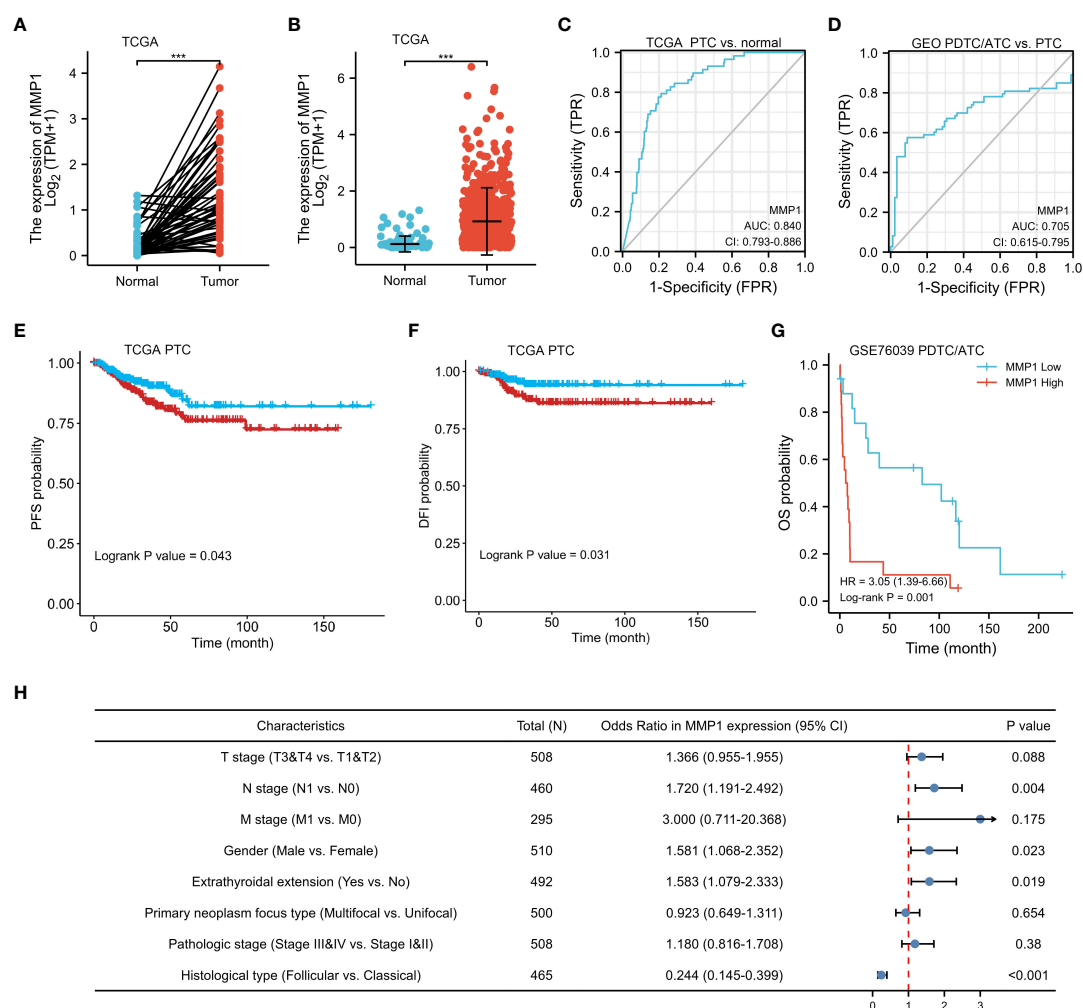 A
TCGA
***
The expression of MMP1
Log2 (TPM+1)
4
3
2
1
0
Normal
Tumor
B
TCGA
***
The expression of MMP1
Log2 (TPM+1)
6
4
2
0
Normal
Tumor
C
TCGA PTC vs. normal
Sensitivity (TPR)
1.0
0.8
0.6
0.4
0.2
0.0
MMP1
AUC: 0.840
CI: 0.793-0.886
0.0 0.2 0.4 0.6 0.8 1.0
1-Specificity (FPR)
D
GEO PDTC/ATC vs. PTC
Sensitivity (TPR)
1.0
0.8
0.6
0.4
0.2
0.0
MMP1
AUC: 0.705
CI: 0.615-0.795
0.0 0.2 0.4 0.6 0.8 1.0
1-Specificity (FPR)
E
TCGA PTC
PFS probability
1.00
0.75
0.25
0.25
0.00
Logrank P value = 0.043
0 50 100 150
Time (month)
F
TCGA PTC
DFI probability
1.00
0.75
0.25
0.25
0.00
Logrank P value = 0.031
0 50 100 150
Time (month)
G
GSE76039 PDTC/ATC
MMP1 Low
MMP1 High
OS probability
1.0
0.8
0.6
0.4
0.2
0.0
HR = 3.05 (1.39-6.66)
Log-rank P = 0.001
0 50 100 150 200
Time (month)
H
Characteristics Total (N) Odds Ratio in MMP1 expression (95% CI) P value
T stage (T3&T4 vs. T1&T2) 508 1.366 (0.955-1.955) 0.088
N stage (N1 vs. N0) 460 1.720 (1.191-2.492) 0.004
M stage (M1 vs. M0) 295 3.000 (0.711-20.368) 0.175
Gender (Male vs. Female) 510 1.581 (1.068-2.352) 0.023
Extrathyroidal extension (Yes vs. No) 492 1.583 (1.079-2.333) 0.019
Primary neoplasm focus type (Multifocal vs. Unifocal) 500 0.923 (0.649-1.311) 0.654
Pathologic stage (Stage III&IV vs. Stage I&II) 508 1.180 (0.816-1.708) 0.38
Histological type (Follicular vs. Classical) 465 0.244 (0.145-0.399) <0.001
0 1 2 3